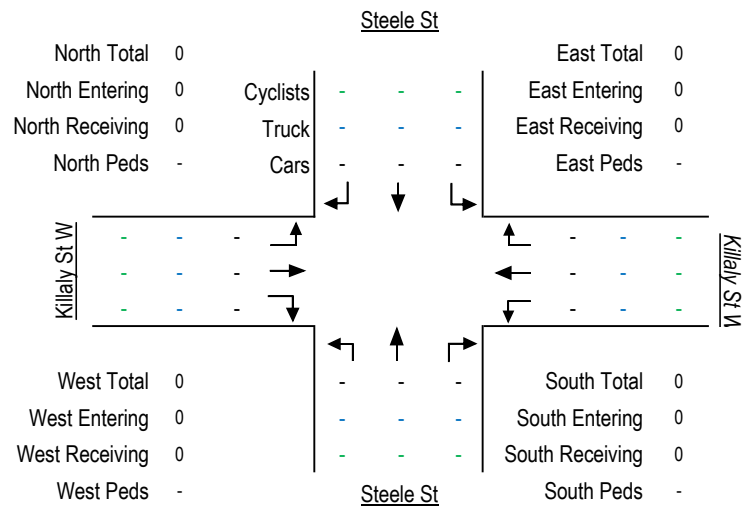 Steele St
North Total 0 East Total 0
North Entering 0 Cyclists - - - East Entering 0
North Receiving 0 Truck - - - East Receiving 0
North Peds - Cars - - - East Peds -
Killaly St W
- - - - - -
- - - - - -
- - - - - -
Killaly St W
West Total 0 - - - South Total 0
West Entering 0 - - - South Entering 0
West Receiving 0 - - - South Receiving 0
West Peds - Steele St South Peds -